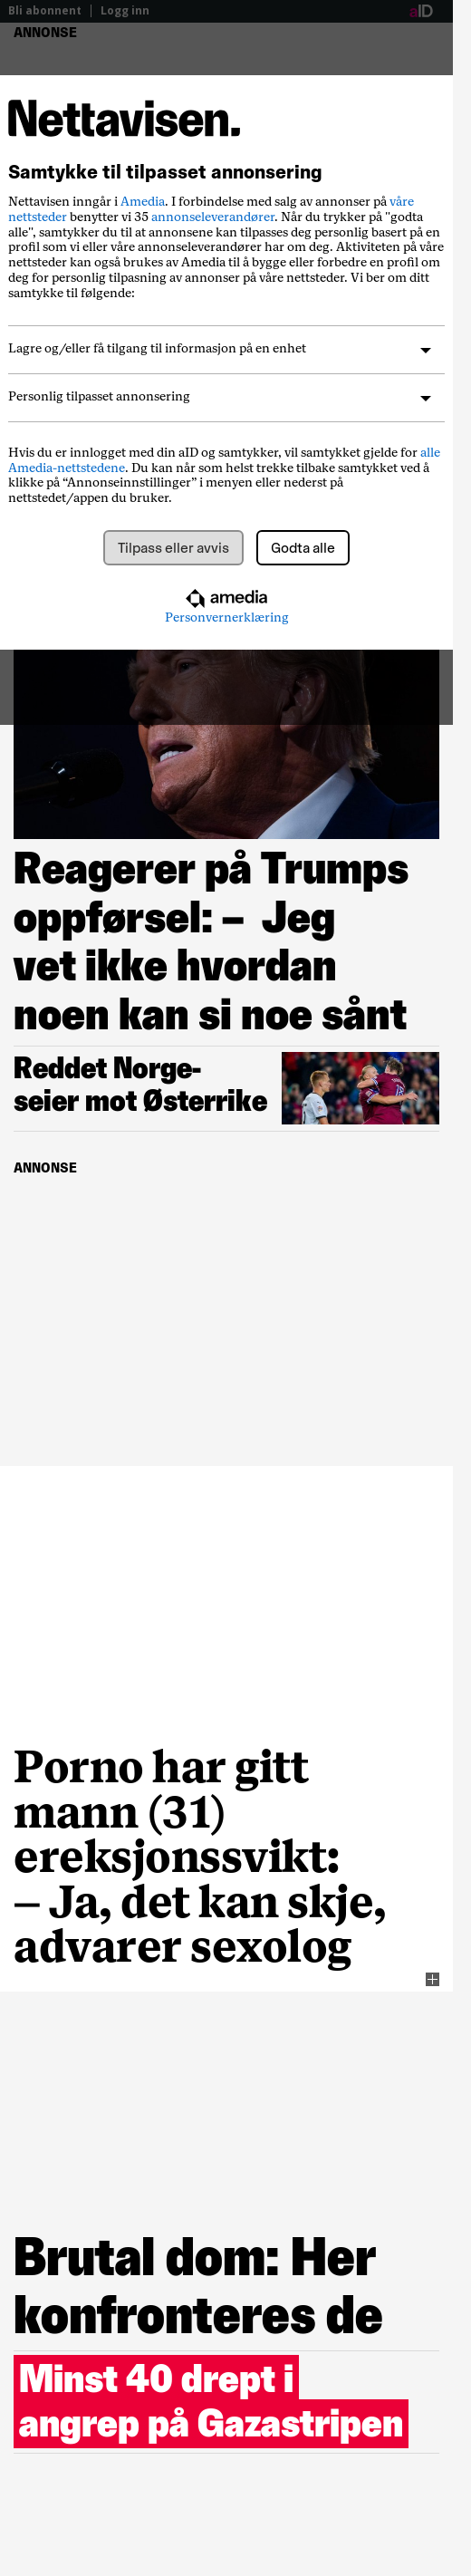 Bli abonnent | Logg inn
aID
ANNONSE
Nettavisen.
Samtykke til tilpasset annonsering
Nettavisen inngår i Amedia. I forbindelse med salg av annonser på våre
nettsteder benytter vi 35 annonseleverandører. Når du trykker på "godta
alle", samtykker du til at annonsene kan tilpasses deg personlig basert på en
profil som vi eller våre annonseleverandører har om deg. Aktiviteten på våre
nettsteder kan også brukes av Amedia til å bygge eller forbedre en profil om
deg for personlig tilpasning av annonser på våre nettsteder. Vi ber om ditt
samtykke til følgende:
Lagre og/eller få tilgang til informasjon på en enhet
Personlig tilpasset annonsering
Hvis du er innlogget med din aID og samtykker, vil samtykket gjelde for alle
Amedia-nettstedene. Du kan når som helst trekke tilbake samtykket ved å
klikke på “Annonseinnstillinger” i menyen eller nederst på
nettstedet/appen du bruker.
Tilpass eller avvis
Godta alle
amedia
Personvernerklæring
Reagerer på Trumps
oppførsel: – Jeg
vet ikke hvordan
noen kan si noe sånt
Reddet Norge-
seier mot Østerrike
ANNONSE
Porno har gitt
mann (31)
ereksjonssvikt:
– Ja, det kan skje,
advarer sexolog
Brutal dom: Her
konfronteres de
Minst 40 drept i
angrep på Gazastripen